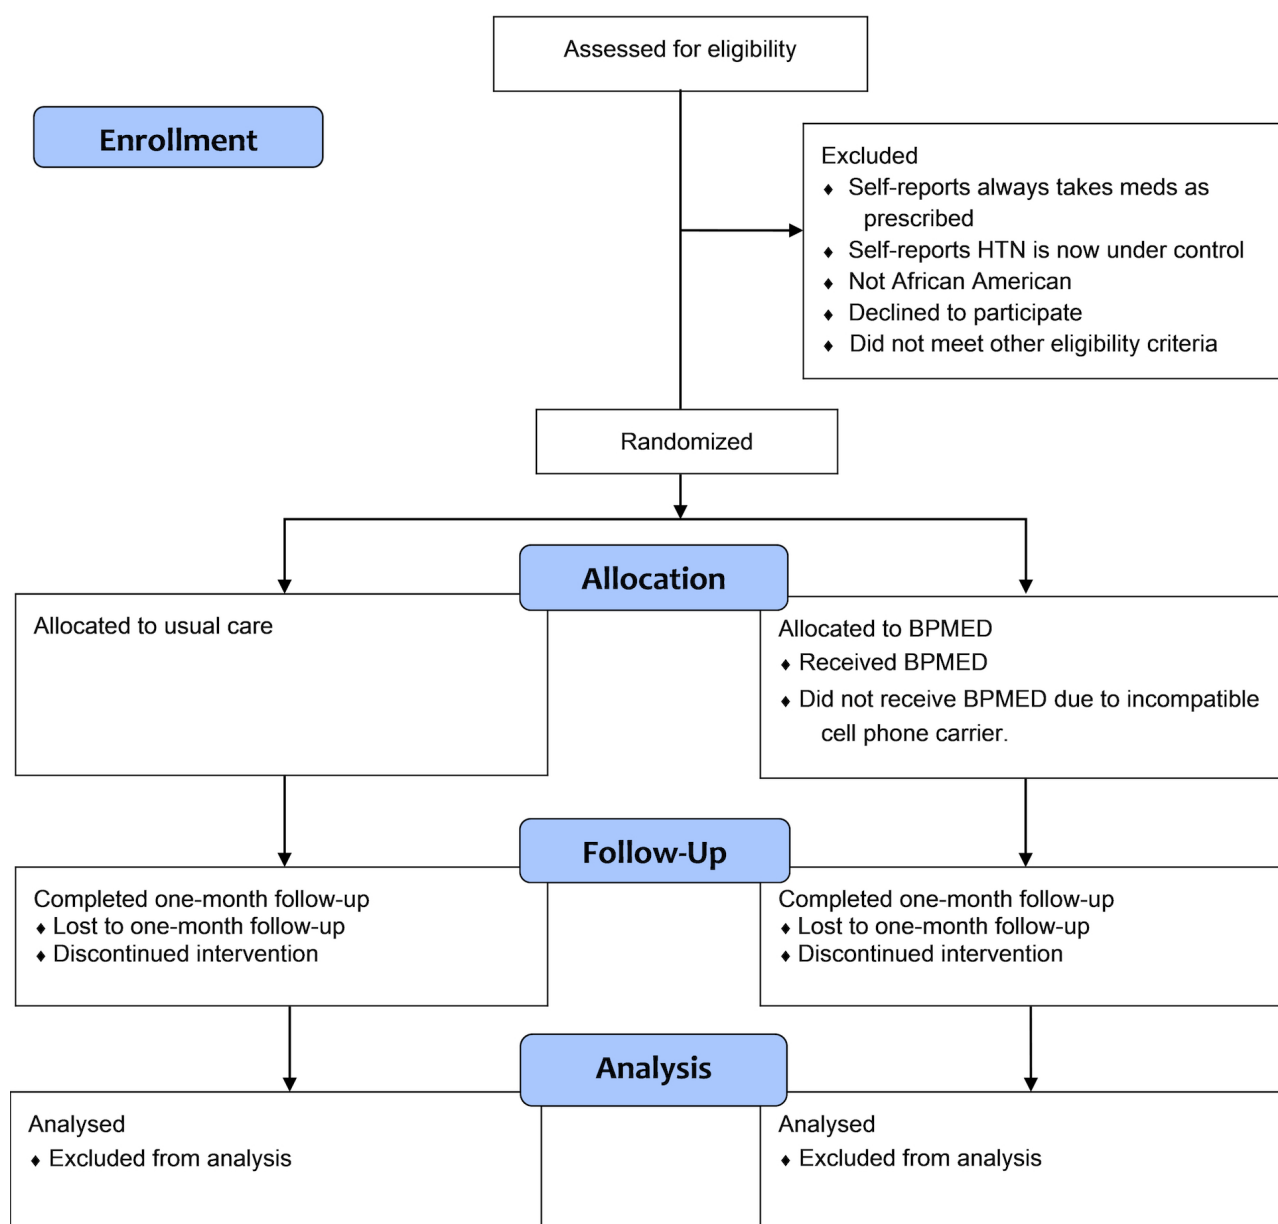 Assessed for eligibility
Enrollment
Excluded
♦ Self-reports always takes meds as
prescribed
♦ Self-reports HTN is now under control
♦ Not African American
♦ Declined to participate
♦ Did not meet other eligibility criteria
Randomized
Allocation
Allocated to usual care
Allocated to BPMED
♦ Received BPMED
♦ Did not receive BPMED due to incompatible
cell phone carrier.
Follow-Up
Completed one-month follow-up
♦ Lost to one-month follow-up
♦ Discontinued intervention
Completed one-month follow-up
♦ Lost to one-month follow-up
♦ Discontinued intervention
Analysis
Analysed
♦ Excluded from analysis
Analysed
♦ Excluded from analysis